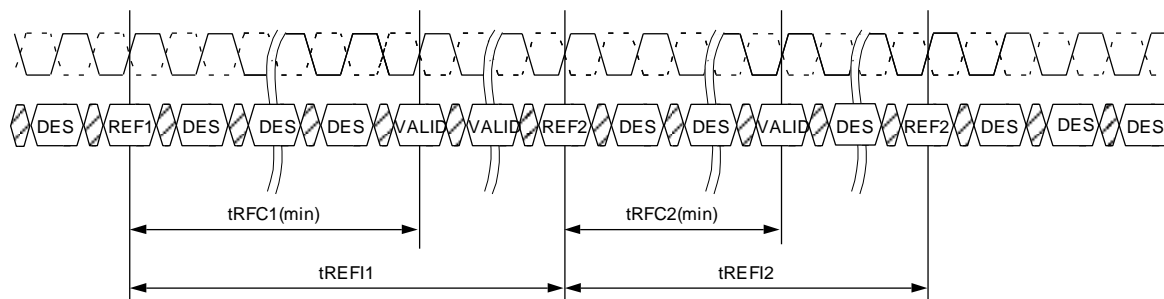 DES REF1 DES DES DES VALID VALID REF2 DES DES VALID DES REF2 DES DES DES
tRFC1(min) tRFC2(min)
tREFI1 tREFI2